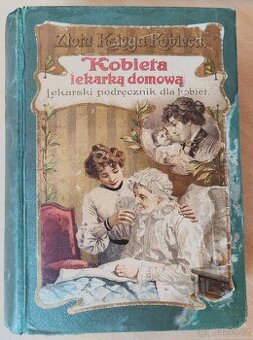 Złota Księga Kobieca
Kobieta
lekarką domową
Lekarski podręcznik dla kobiet.